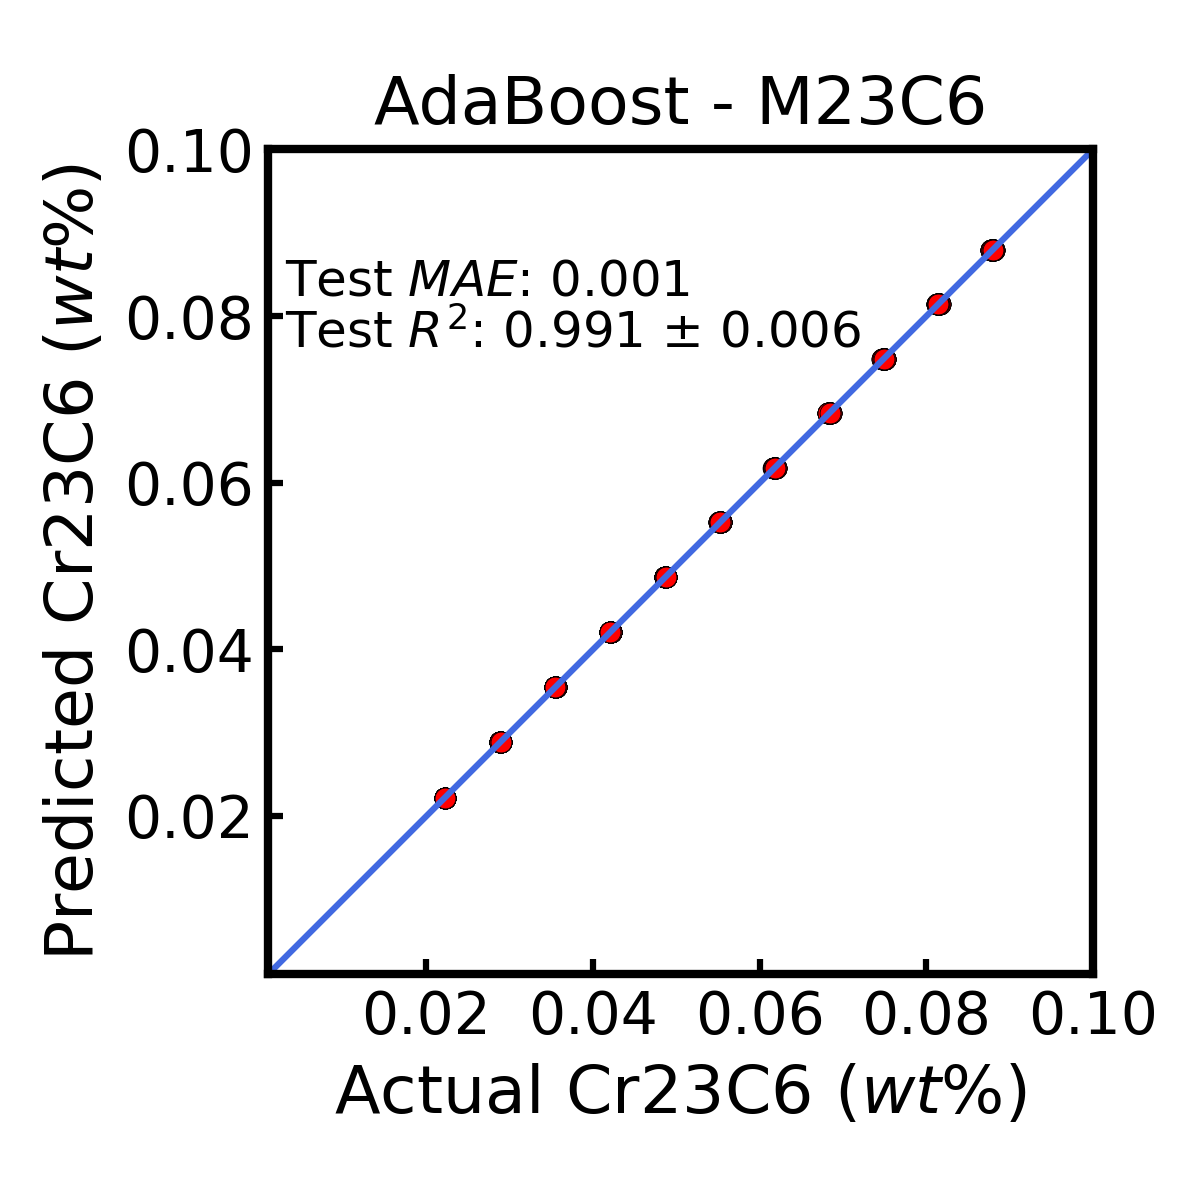 AdaBoost - M23C6
0.10
0.08
0.06
0.04
0.02
Predicted Cr23C6 (wt%)
Test MAE: 0.001
Test R²: 0.991 ± 0.006
0.02 0.04 0.06 0.08 0.10
Actual Cr23C6 (wt%)